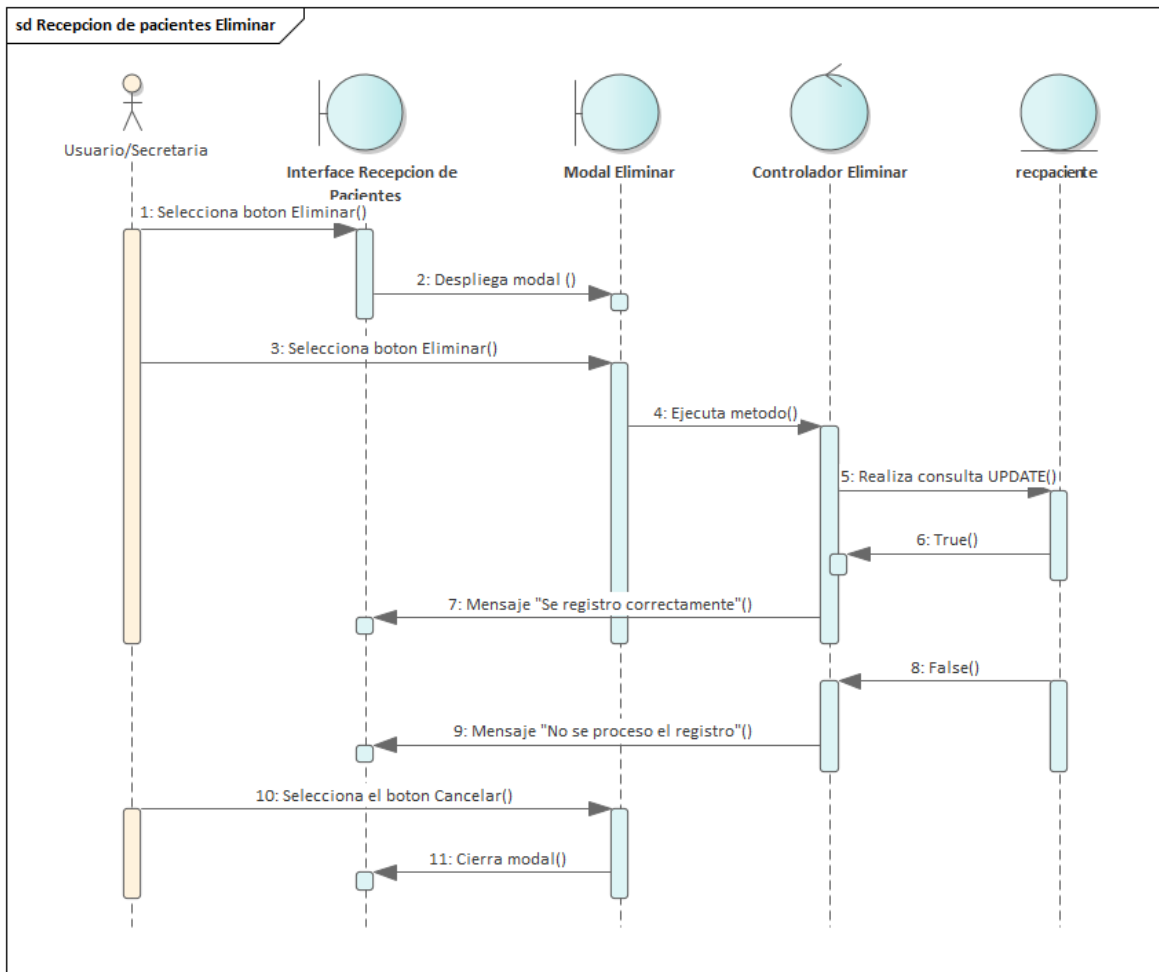 sd Recepcion de pacientes Eliminar
Usuario/Secretaria
Interface Recepcion de
Pacientes
Modal Eliminar
Controlador Eliminar
recpaciente
1: Selecciona boton Eliminar()
2: Despliega modal ()
3: Selecciona boton Eliminar()
4: Ejecuta metodo()
5: Realiza consulta UPDATE()
6: True()
7: Mensaje "Se registro correctamente"()
8: False()
9: Mensaje "No se proceso el registro"()
10: Selecciona el boton Cancelar()
11: Cierra modal()